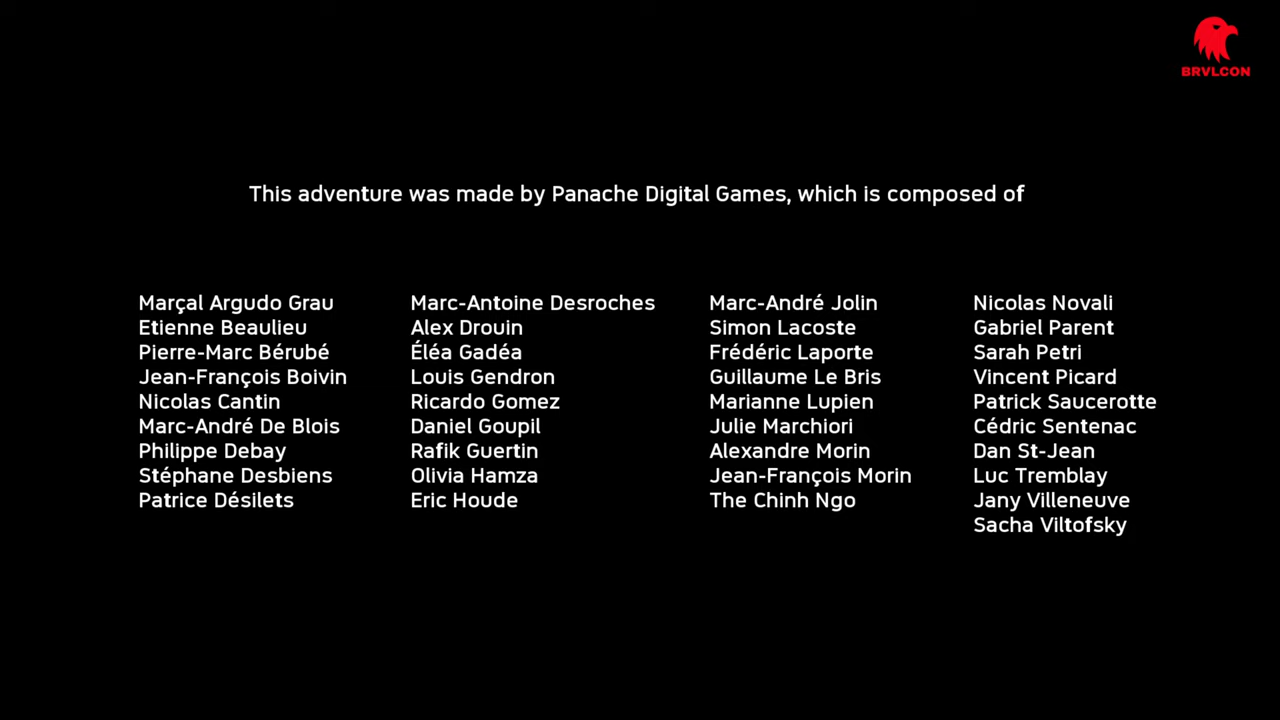 BRVLCON
This adventure was made by Panache Digital Games, which is composed of
Marçal Argudo Grau
Etienne Beaulieu
Pierre-Marc Bérubé
Jean-François Boivin
Nicolas Cantin
Marc-André De Blois
Philippe Debay
Stéphane Desbiens
Patrice Désilets
Marc-Antoine Desroches
Alex Drouin
Éléa Gadéa
Louis Gendron
Ricardo Gomez
Daniel Goupil
Rafik Guertin
Olivia Hamza
Eric Houde
Marc-André Jolin
Simon Lacoste
Frédéric Laporte
Guillaume Le Bris
Marianne Lupien
Julie Marchiori
Alexandre Morin
Jean-François Morin
The Chinh Ngo
Nicolas Novali
Gabriel Parent
Sarah Petri
Vincent Picard
Patrick Saucerotte
Cédric Sentenac
Dan St-Jean
Luc Tremblay
Jany Villeneuve
Sacha Viltofsky